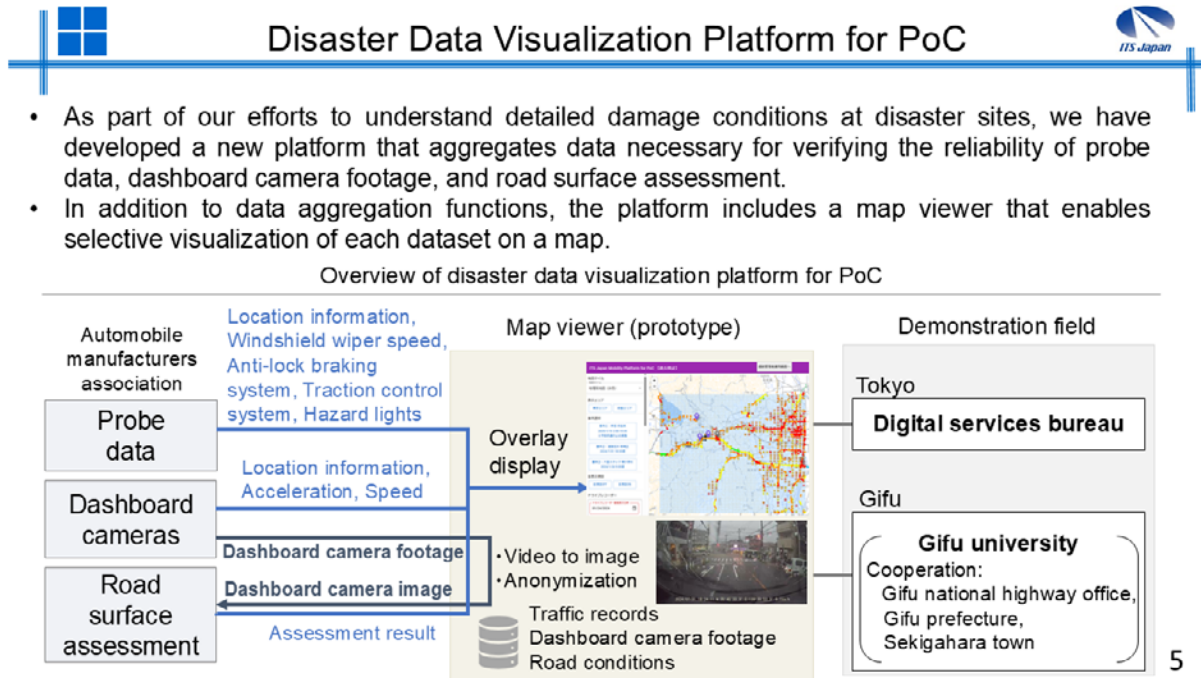 Disaster Data Visualization Platform for PoC
ITS Japan
• As part of our efforts to understand detailed damage conditions at disaster sites, we have
developed a new platform that aggregates data necessary for verifying the reliability of probe
data, dashboard camera footage, and road surface assessment.
• In addition to data aggregation functions, the platform includes a map viewer that enables
selective visualization of each dataset on a map.
Overview of disaster data visualization platform for PoC
Automobile
manufacturers
association
Probe
data
Dashboard
cameras
Road
surface
assessment
Location information,
Windshield wiper speed,
Anti-lock braking
system, Traction control
system, Hazard lights
Location information,
Acceleration, Speed
Dashboard camera footage
Dashboard camera image
Assessment result
Map viewer (prototype)
Overlay
display
ITS Japan Mobility Platform for PoC
・Video to image
・Anonymization
Traffic records
Dashboard camera footage
Road conditions
Demonstration field
Tokyo
Digital services bureau
Gifu
Gifu university
Cooperation:
Gifu national highway office,
Gifu prefecture,
Sekigahara town
5